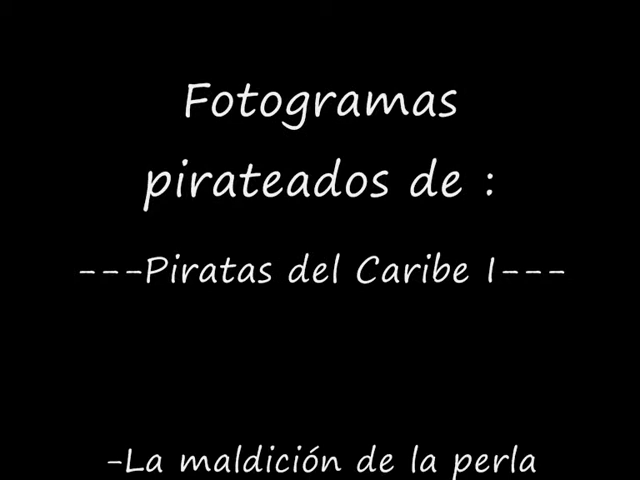 Fotogramas
pirateados de :
---Piratas del Caribe I---
-La maldición de la perla